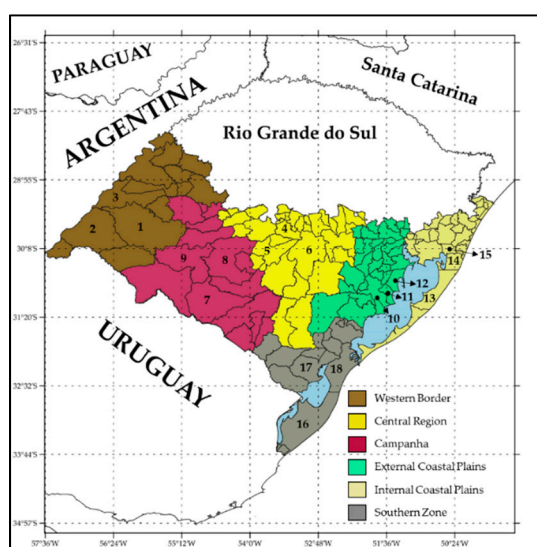 26°31'S
27°43'S
28°55'S
30°8'S
31°20'S
32°32'S
33°44'S
34°57'S
57°36'W
56°24'W
55°12'W
54°0'W
52°48'W
51°36'W
50°24'W
PARAGUAY
ARGENTINA
Santa Catarina
Rio Grande do Sul
URUGUAY
3
2
1
9
8
7
4
5
6
12
11
10
15
14
13
17
18
16
Western Border
Central Region
Campanha
External Coastal Plains
Internal Coastal Plains
Southern Zone